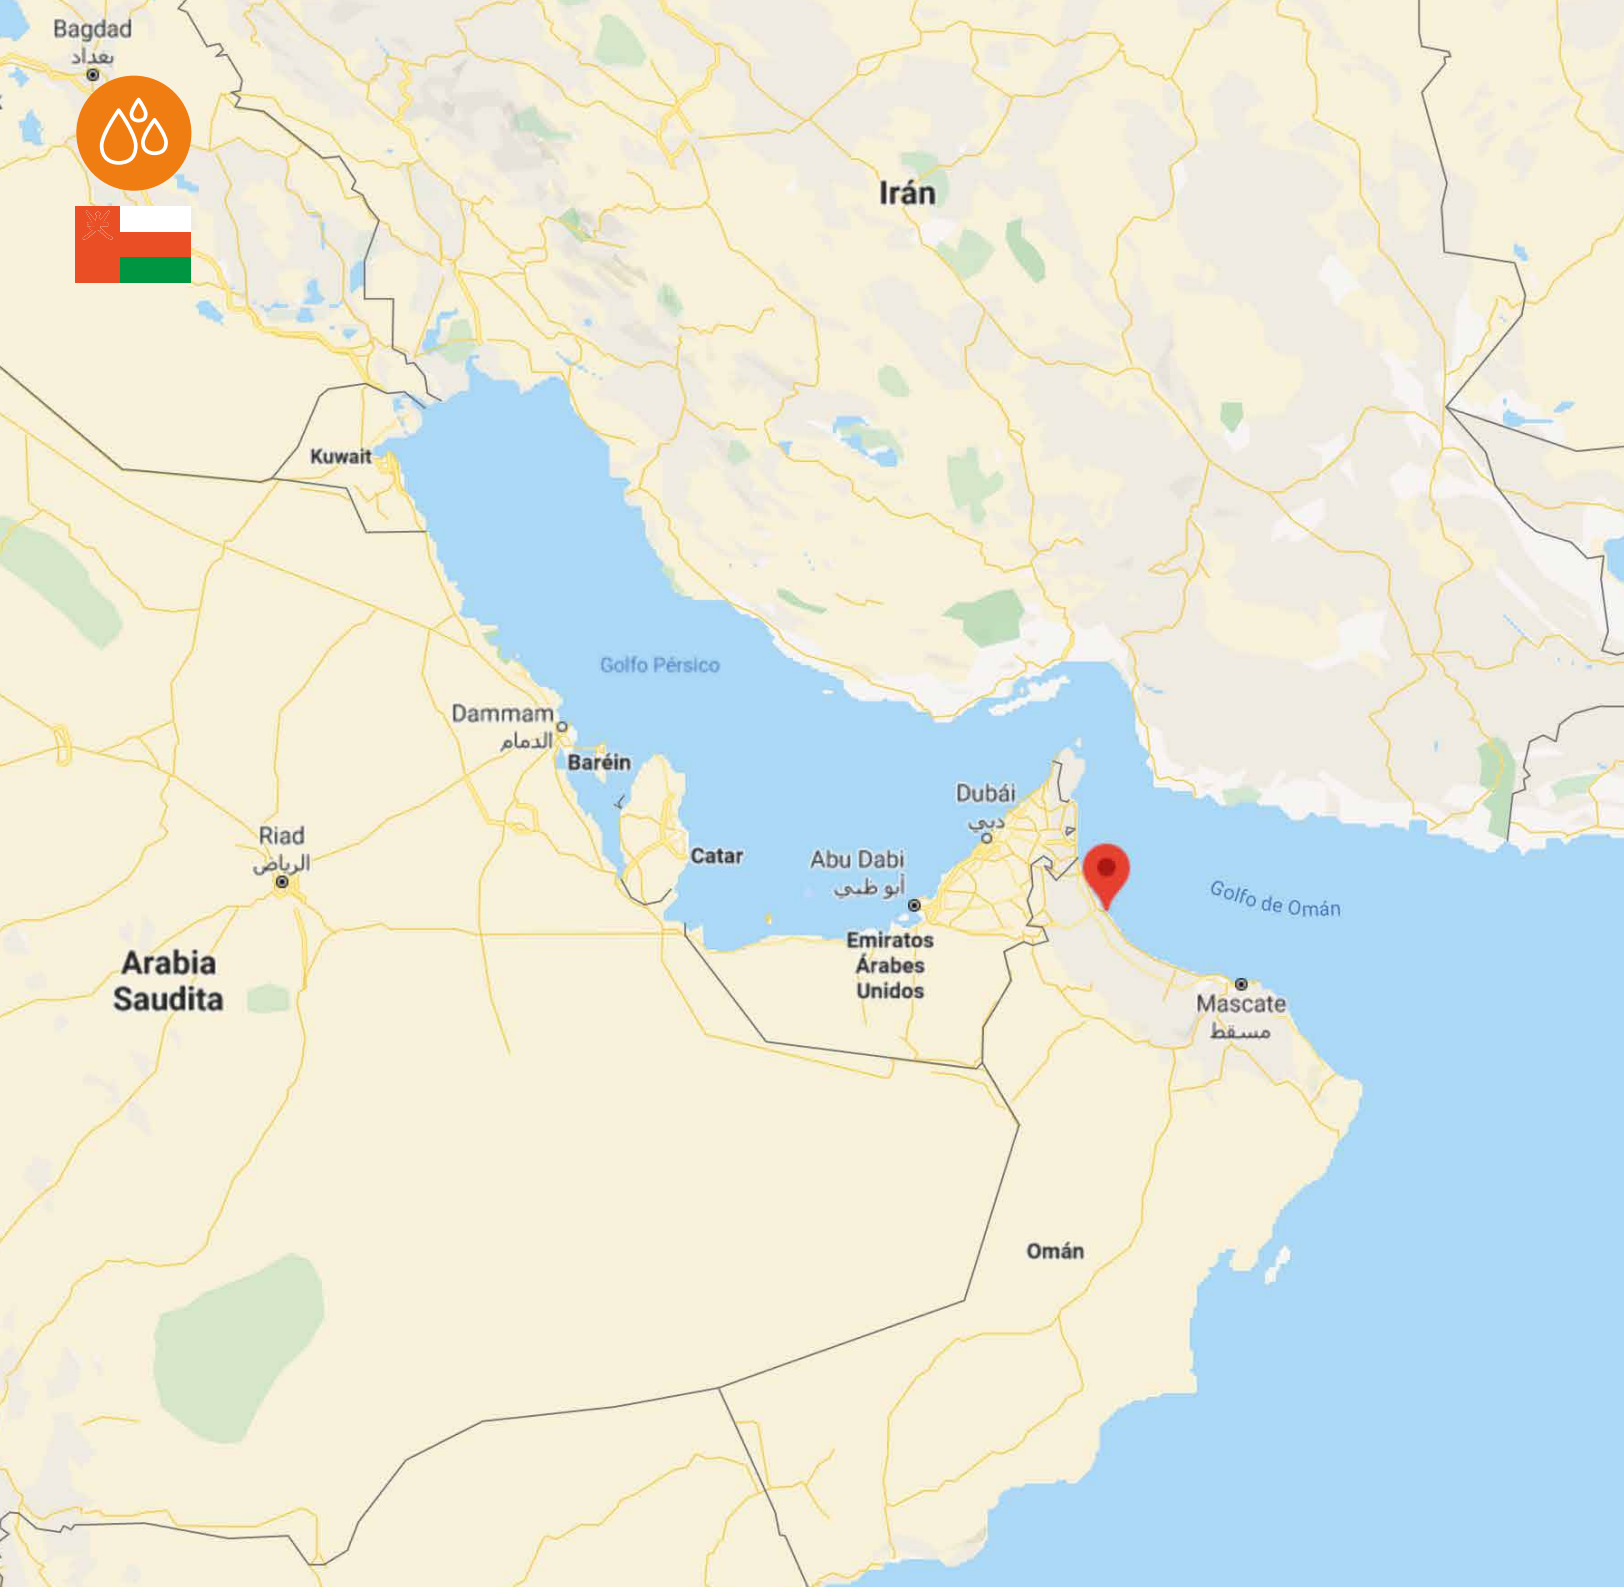 Bagdad
بغداد
Irán
Kuwait
Golfo Pérsico
Dammam
الدمام
Baréin
Dubái
دبي
Riad
الرياض
Catar
Abu Dabi
أبو ظبي
Golfo de Omán
Emiratos
Árabes
Unidos
Arabia
Saudita
Mascate
مسقط
Omán